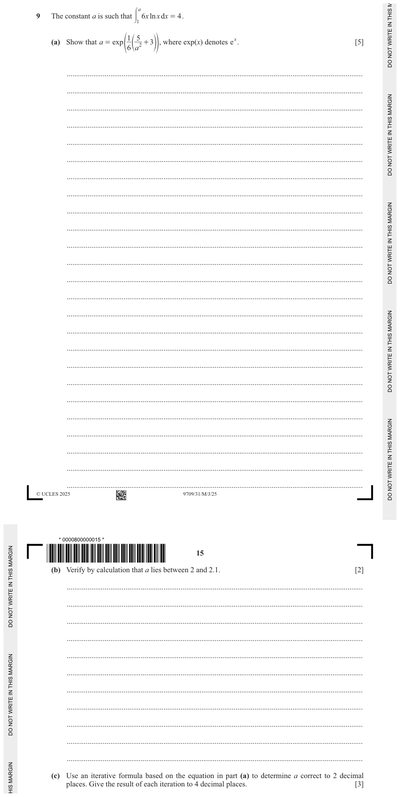 9 The constant a is such that ∫₁ᵃ 6x ln x dx = 4.
(a) Show that a = exp(1/6(5/a² + 3)), where exp(x) denotes eˣ. [5]
© UCLES 2025 9709/31/M/J/25
DO NOT WRITE IN THIS MARGIN
DO NOT WRITE IN THIS MARGIN
DO NOT WRITE IN THIS MARGIN
DO NOT WRITE IN THIS MARGIN
DO NOT WRITE IN THIS MARGIN
* 0000800000015 *
15
(b) Verify by calculation that a lies between 2 and 2.1. [2]
(c) Use an iterative formula based on the equation in part (a) to determine a correct to 2 decimal
places. Give the result of each iteration to 4 decimal places. [3]
DO NOT WRITE IN THIS MARGIN
DO NOT WRITE IN THIS MARGIN
HIS MARGIN